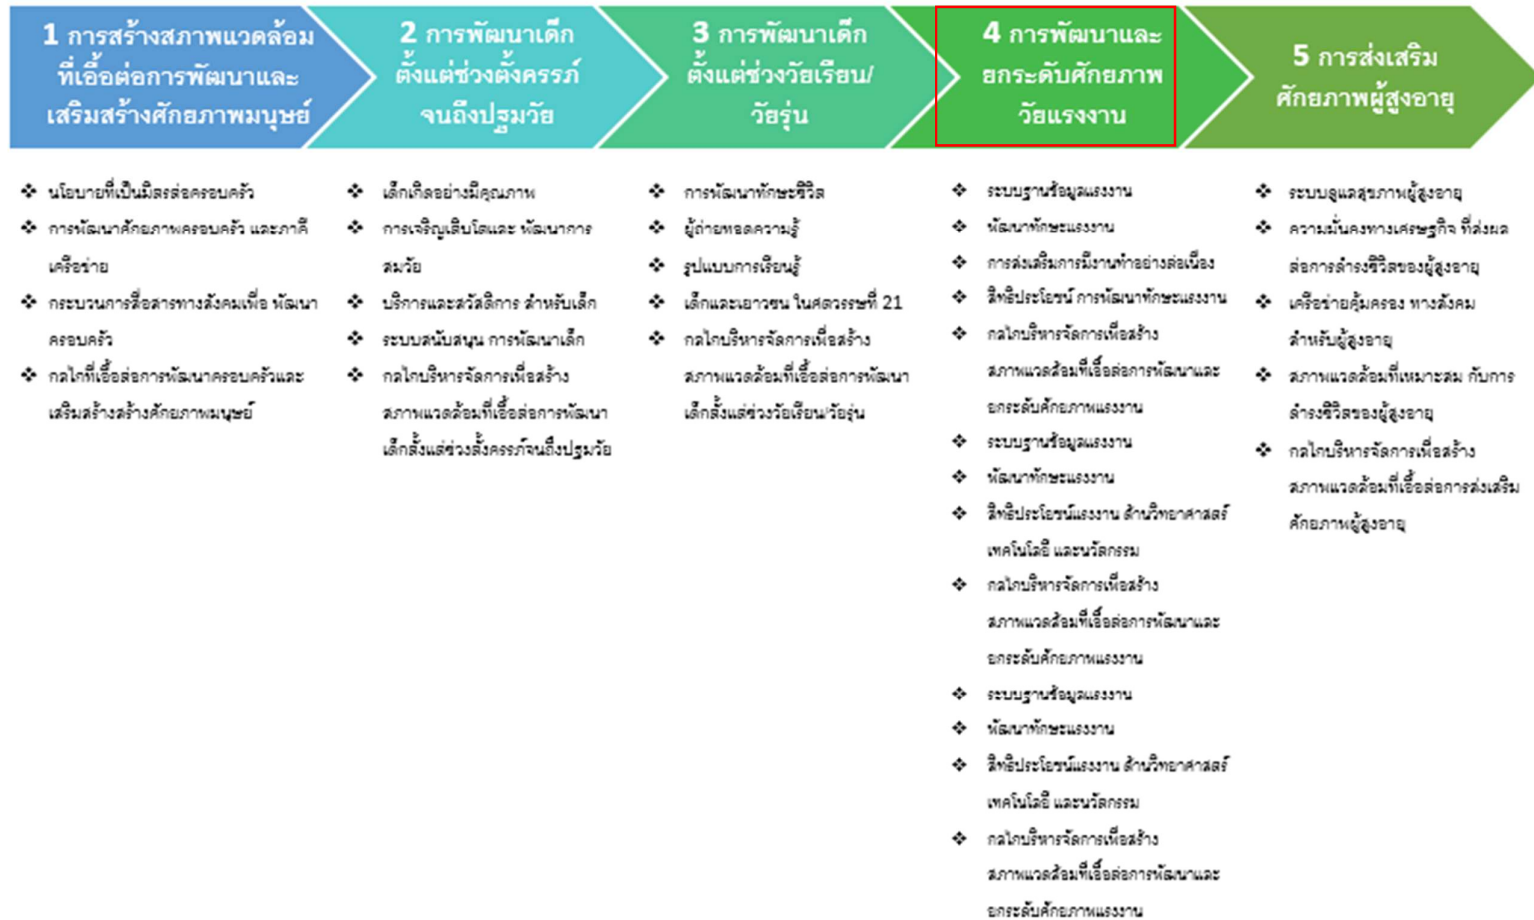 1 การสร้างสภาพแวดล้อม
ที่เอื้อต่อการพัฒนาและ
เสริมสร้างศักยภาพมนุษย์
2 การพัฒนาเด็ก
ตั้งแต่ช่วงตั้งครรภ์
จนถึงปฐมวัย
3 การพัฒนาเด็ก
ตั้งแต่ช่วงวัยเรียน/
วัยรุ่น
4 การพัฒนาและ
ยกระดับศักยภาพ
วัยแรงงาน
5 การส่งเสริม
ศักยภาพผู้สูงอายุ
❖ นโยบายที่เป็นมิตรต่อครอบครัว
❖ การพัฒนาศักยภาพครอบครัว และภาคี
เครือข่าย
❖ กระบวนการสื่อสารทางสังคมเพื่อ พัฒนา
ครอบครัว
❖ กลไกที่เอื้อต่อการพัฒนาครอบครัวและ
เสริมสร้างสร้างศักยภาพมนุษย์
❖ เด็กเกิดอย่างมีคุณภาพ
❖ การเจริญเติบโตและ พัฒนาการ
สมวัย
❖ บริการและสวัสดิการ สำหรับเด็ก
❖ ระบบสนับสนุน การพัฒนาเด็ก
❖ กลไกบริหารจัดการเพื่อสร้าง
สภาพแวดล้อมที่เอื้อต่อการพัฒนา
เด็กตั้งแต่ช่วงตั้งครรภ์จนถึงปฐมวัย
❖ การพัฒนาทักษะชีวิต
❖ ผู้ถ่ายทอดความรู้
❖ รูปแบบการเรียนรู้
❖ เด็กและเยาวชน ในศตวรรษที่ 21
❖ กลไกบริหารจัดการเพื่อสร้าง
สภาพแวดล้อมที่เอื้อต่อการพัฒนา
เด็กตั้งแต่ช่วงวัยเรียน/วัยรุ่น
❖ ระบบฐานข้อมูลแรงงาน
❖ พัฒนาทักษะแรงงาน
❖ การส่งเสริมการมีงานทำอย่างต่อเนื่อง
❖ สิทธิประโยชน์ การพัฒนาทักษะแรงงาน
❖ กลไกบริหารจัดการเพื่อสร้าง
สภาพแวดล้อมที่เอื้อต่อการพัฒนาและ
ยกระดับศักยภาพแรงงาน
❖ ระบบฐานข้อมูลแรงงาน
❖ พัฒนาทักษะแรงงาน
❖ สิทธิประโยชน์แรงงาน ด้านวิทยาศาสตร์
เทคโนโลยี และนวัตกรรม
❖ กลไกบริหารจัดการเพื่อสร้าง
สภาพแวดล้อมที่เอื้อต่อการพัฒนาและ
ยกระดับศักยภาพแรงงาน
❖ ระบบฐานข้อมูลแรงงาน
❖ พัฒนาทักษะแรงงาน
❖ สิทธิประโยชน์แรงงาน ด้านวิทยาศาสตร์
เทคโนโลยี และนวัตกรรม
❖ กลไกบริหารจัดการเพื่อสร้าง
สภาพแวดล้อมที่เอื้อต่อการพัฒนาและ
ยกระดับศักยภาพแรงงาน
❖ ระบบดูแลสุขภาพผู้สูงอายุ
❖ ความมั่นคงทางเศรษฐกิจ ที่ส่งผล
ต่อการดำรงชีวิตของผู้สูงอายุ
❖ เครือข่ายคุ้มครอง ทางสังคม
สำหรับผู้สูงอายุ
❖ สภาพแวดล้อมที่เหมาะสม กับการ
ดำรงชีวิตของผู้สูงอายุ
❖ กลไกบริหารจัดการเพื่อสร้าง
สภาพแวดล้อมที่เอื้อต่อการส่งเสริม
ศักยภาพผู้สูงอายุ